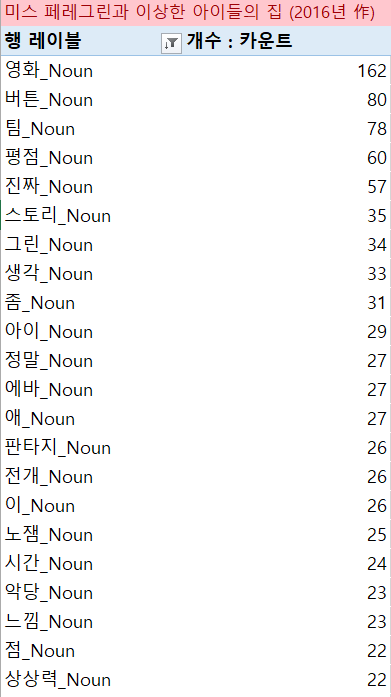 미스 페레그린과 이상한 아이들의 집 (2016년 作)
행 레이블 개수 : 카운트
영화_Noun 162
버튼_Noun 80
팀_Noun 78
평점_Noun 60
진짜_Noun 57
스토리_Noun 35
그린_Noun 34
생각_Noun 33
좀_Noun 31
아이_Noun 29
정말_Noun 27
에바_Noun 27
애_Noun 27
판타지_Noun 26
전개_Noun 26
이_Noun 26
노잼_Noun 25
시간_Noun 24
악당_Noun 23
느낌_Noun 23
점_Noun 22
상상력_Noun 22